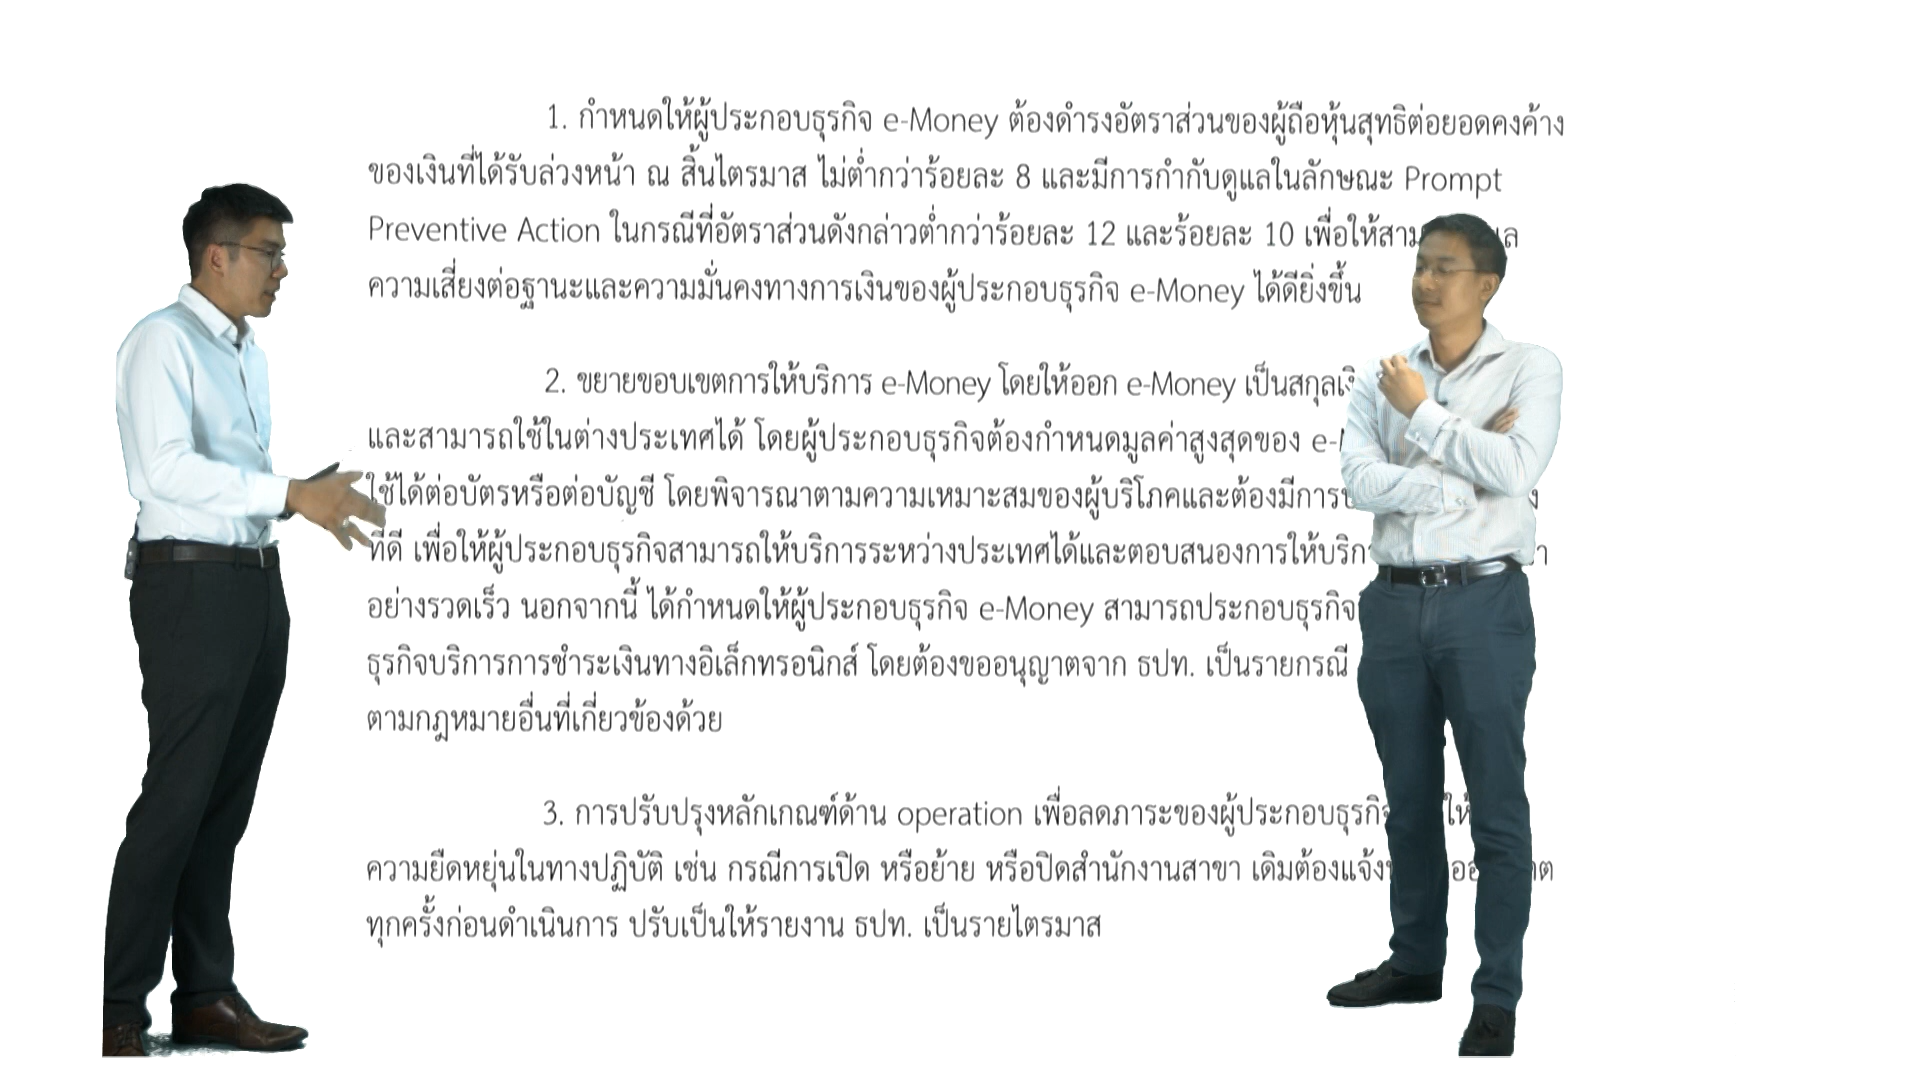 1. กำหนดให้ผู้ประกอบธุรกิจ e-Money ต้องดำรงอัตราส่วนของผู้ถือหุ้นสุทธิต่อยอดคงค้าง
ของเงินที่ได้รับล่วงหน้า ณ สิ้นไตรมาส ไม่ต่ำกว่าร้อยละ 8 และมีการกำกับดูแลในลักษณะ Prompt
Preventive Action ในกรณีที่อัตราส่วนดังกล่าวต่ำกว่าร้อยละ 12 และร้อยละ 10 เพื่อให้
ความเสี่ยงต่อฐานะและความมั่นคงทางการเงินของผู้ประกอบธุรกิจ e-Money ได้ดียิ่งขึ้น
2. ขยายขอบเขตการให้บริการ e-Money โดยให้ออก e-Money เป็นสกุล
และสามารถใช้ในต่างประเทศได้ โดยผู้ประกอบธุรกิจต้องกำหนดมูลค่าสูงสุดของ
ใช้ได้ต่อบัตรหรือต่อบัญชี โดยพิจารณาตามความเหมาะสมของผู้บริโภคและต้องมีการ
ที่ดี เพื่อให้ผู้ประกอบธุรกิจสามารถให้บริการระหว่างประเทศได้และตอบสนองการให้
อย่างรวดเร็ว นอกจากนี้ ได้กำหนดให้ผู้ประกอบธุรกิจ e-Money สามารถประกอบธุรกิจ
ธุรกิจบริการการชำระเงินทางอิเล็กทรอนิกส์ โดยต้องขออนุญาตจาก ธปท. เป็นรายกรณี
ตามกฎหมายอื่นที่เกี่ยวข้องด้วย
3. การปรับปรุงหลักเกณฑ์ด้าน operation เพื่อลดภาระของผู้ประกอบธุรกิจ
ความยืดหยุ่นในทางปฏิบัติ เช่น กรณีการเปิด หรือย้าย หรือปิดสำนักงานสาขา เดิมต้องแจ้ง
ทุกครั้งก่อนดำเนินการ ปรับเป็นให้รายงาน ธปท. เป็นรายไตรมาส